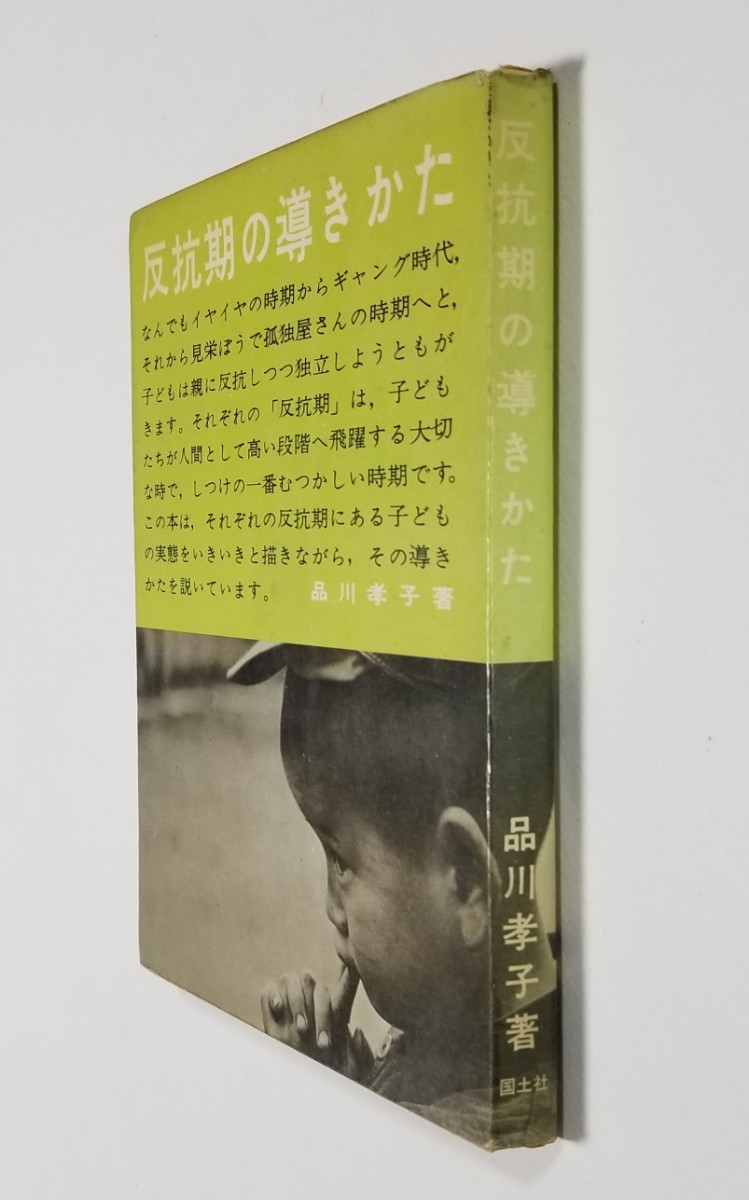 反抗期の導きかた
なんでもイヤイヤの時期からギャング時代，
それから見栄ぼうで孤独屋さんの時期へと，
子どもは親に反抗しつつ独立しようともが
きます。それぞれの「反抗期」は，子ども
たちが人間として高い段階へ飛躍する大切
な時で，しつけの一番むつかしい時期です。
この本は，それぞれの反抗期にある子ども
の実態をいきいきと描きながら，その導き
かたを説いています。 品川孝子著
反抗期の導きかた
品川孝子著
国土社